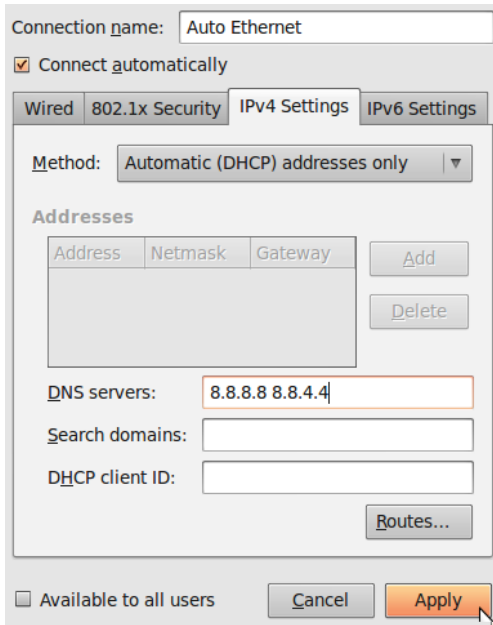 Connection name: Auto Ethernet
Connect automatically
Wired 802.1x Security IPv4 Settings IPv6 Settings
Method: Automatic (DHCP) addresses only
Addresses
Address Netmask Gateway
Add
Delete
DNS servers: 8.8.8.8 8.8.4.4
Search domains:
DHCP client ID:
Routes...
Available to all users Cancel Apply